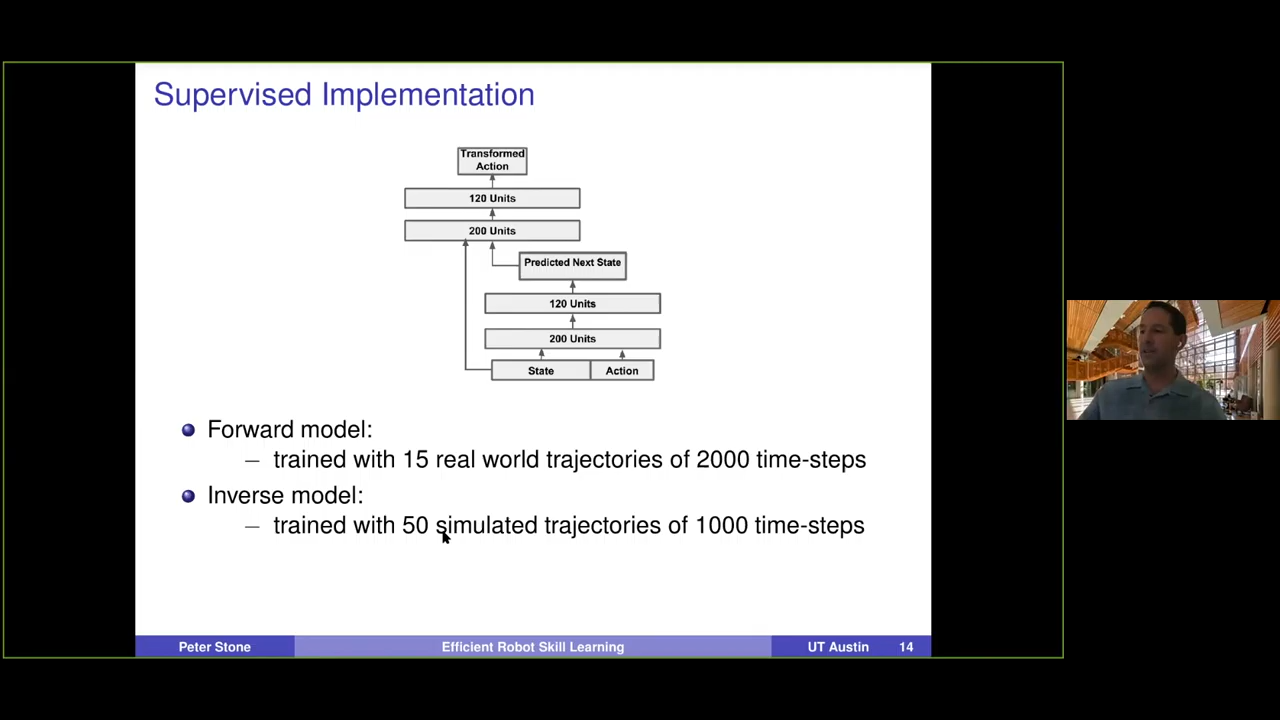 Supervised Implementation
Transformed
Action
120 Units
200 Units
Predicted Next State
120 Units
200 Units
State Action
Forward model:
– trained with 15 real world trajectories of 2000 time-steps
Inverse model:
– trained with 50 simulated trajectories of 1000 time-steps
Peter Stone Efficient Robot Skill Learning UT Austin 14